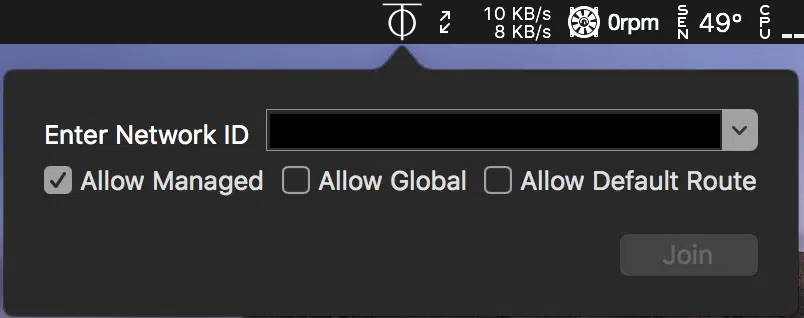 10 KB/s
8 KB/s
0rpm
SEN
49°
CPU
Enter Network ID
Allow Managed
Allow Global
Allow Default Route
Join